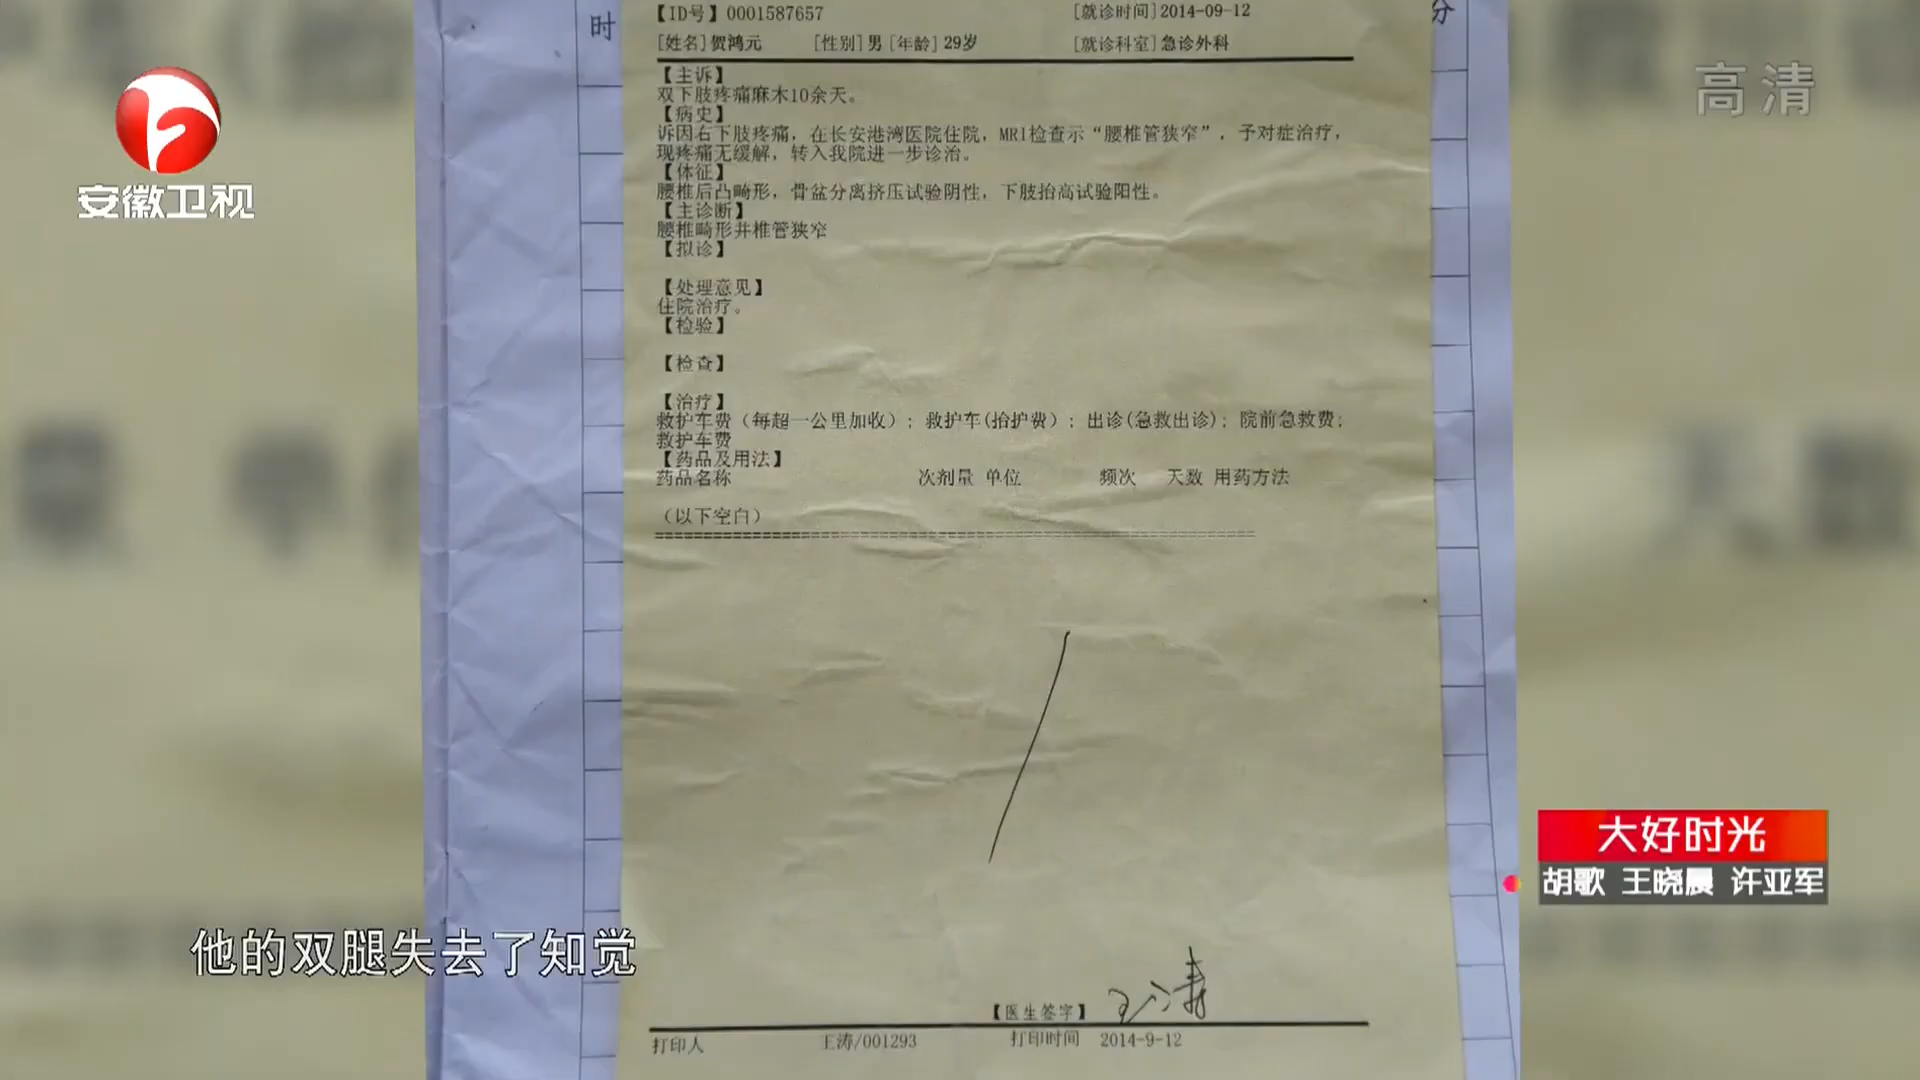 时
分
【ID号】0001587657 [就诊时间]2014-09-12
[姓名]贺鸿元 [性别]男 [年龄]29岁 [就诊科室]急诊外科
【主诉】
双下肢疼痛麻木10余天。
【病史】
诉因右下肢疼痛，在长安港湾医院住院，MRI检查示“腰椎管狭窄”，予对症治疗，
现疼痛无缓解，转入我院进一步诊治。
【体征】
腰椎后凸畸形，骨盆分离挤压试验阴性，下肢抬高试验阳性。
【主诊断】
腰椎畸形并椎管狭窄
【拟诊】
【处理意见】
住院治疗。
【检验】
【检查】
【治疗】
救护车费（每超一公里加收）；救护车(抬护费）；出诊(急救出诊)；院前急救费；
救护车费
【药品及用法】
药品名称 次剂量 单位 频次 天数 用药方法
（以下空白）
【医生签字】 王涛
打印人 王涛/001293 打印时间 2014-9-12
安徽卫视
高清
大好时光
胡歌 王晓晨 许亚军
他的双腿失去了知觉